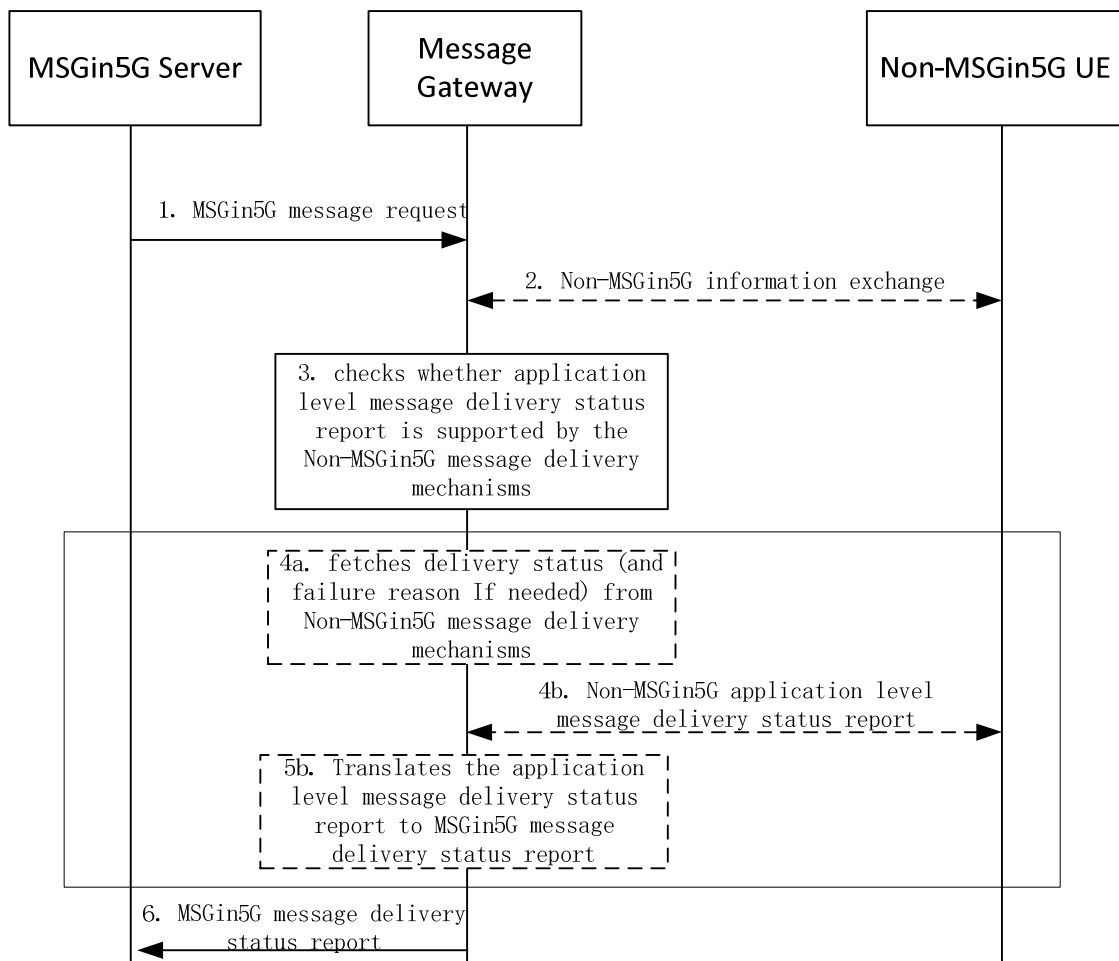 MSGin5G Server
Message
Gateway
Non-MSGin5G UE
1. MSGin5G message request
2. Non-MSGin5G information exchange
3. checks whether application
level message delivery status
report is supported by the
Non-MSGin5G message delivery
mechanisms
4a. fetches delivery status (and
failure reason If needed) from
Non-MSGin5G message delivery
mechanisms
4b. Non-MSGin5G application level
message delivery status report
5b. Translates the application
level message delivery status
report to MSGin5G message
delivery status report
6. MSGin5G message delivery
status report